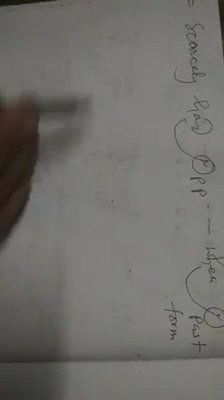 = Scarcely had PP --- when Past
form